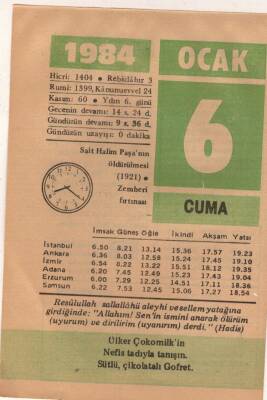 1984
OCAK
Hicri: 1404 • Rebiülâhır 3
Rumi: 1399, Kânunuevvel 24
Kasım: 60 • Yılın 6. günü
Gecenin devamı: 14 s. 24 d.
Gündüzün devamı: 9 s. 36 d.
Gündüzün uzayışı: 0 dakika
6
Sait Halim Paşa'nın
öldürülmesi
(1921) •
Zemheri
fırtınası
CUMA
İmsak Güneş Öğle İkindi Akşam Yatsı
İstanbul 6,50 8,21 13,14 15,36 17,57 19,23
Ankara 6,36 8,03 12,58 15,24 17,45 19,10
İzmir 6,54 8,22 13,22 15,51 18,12 19,35
Adana 6,20 7,45 12,49 15,23 17,43 19,04
Erzurum 6,00 7,29 12,25 14,51 17,11 18,36
Samsun 6,22 7,53 12,45 15,06 17,27 18,54
Resûlullah sallallâhü aleyhi vesellem yatağına
girdiğinde: "Allahım! Sen'in ismini anarak ölürüm
(uyurum) ve dirilirim (uyanırım) derdi." (Hadis)
Ülker Çokomilk'in
Nefis tadıyla tanışın.
Sütlü, çikolatalı Gofret.